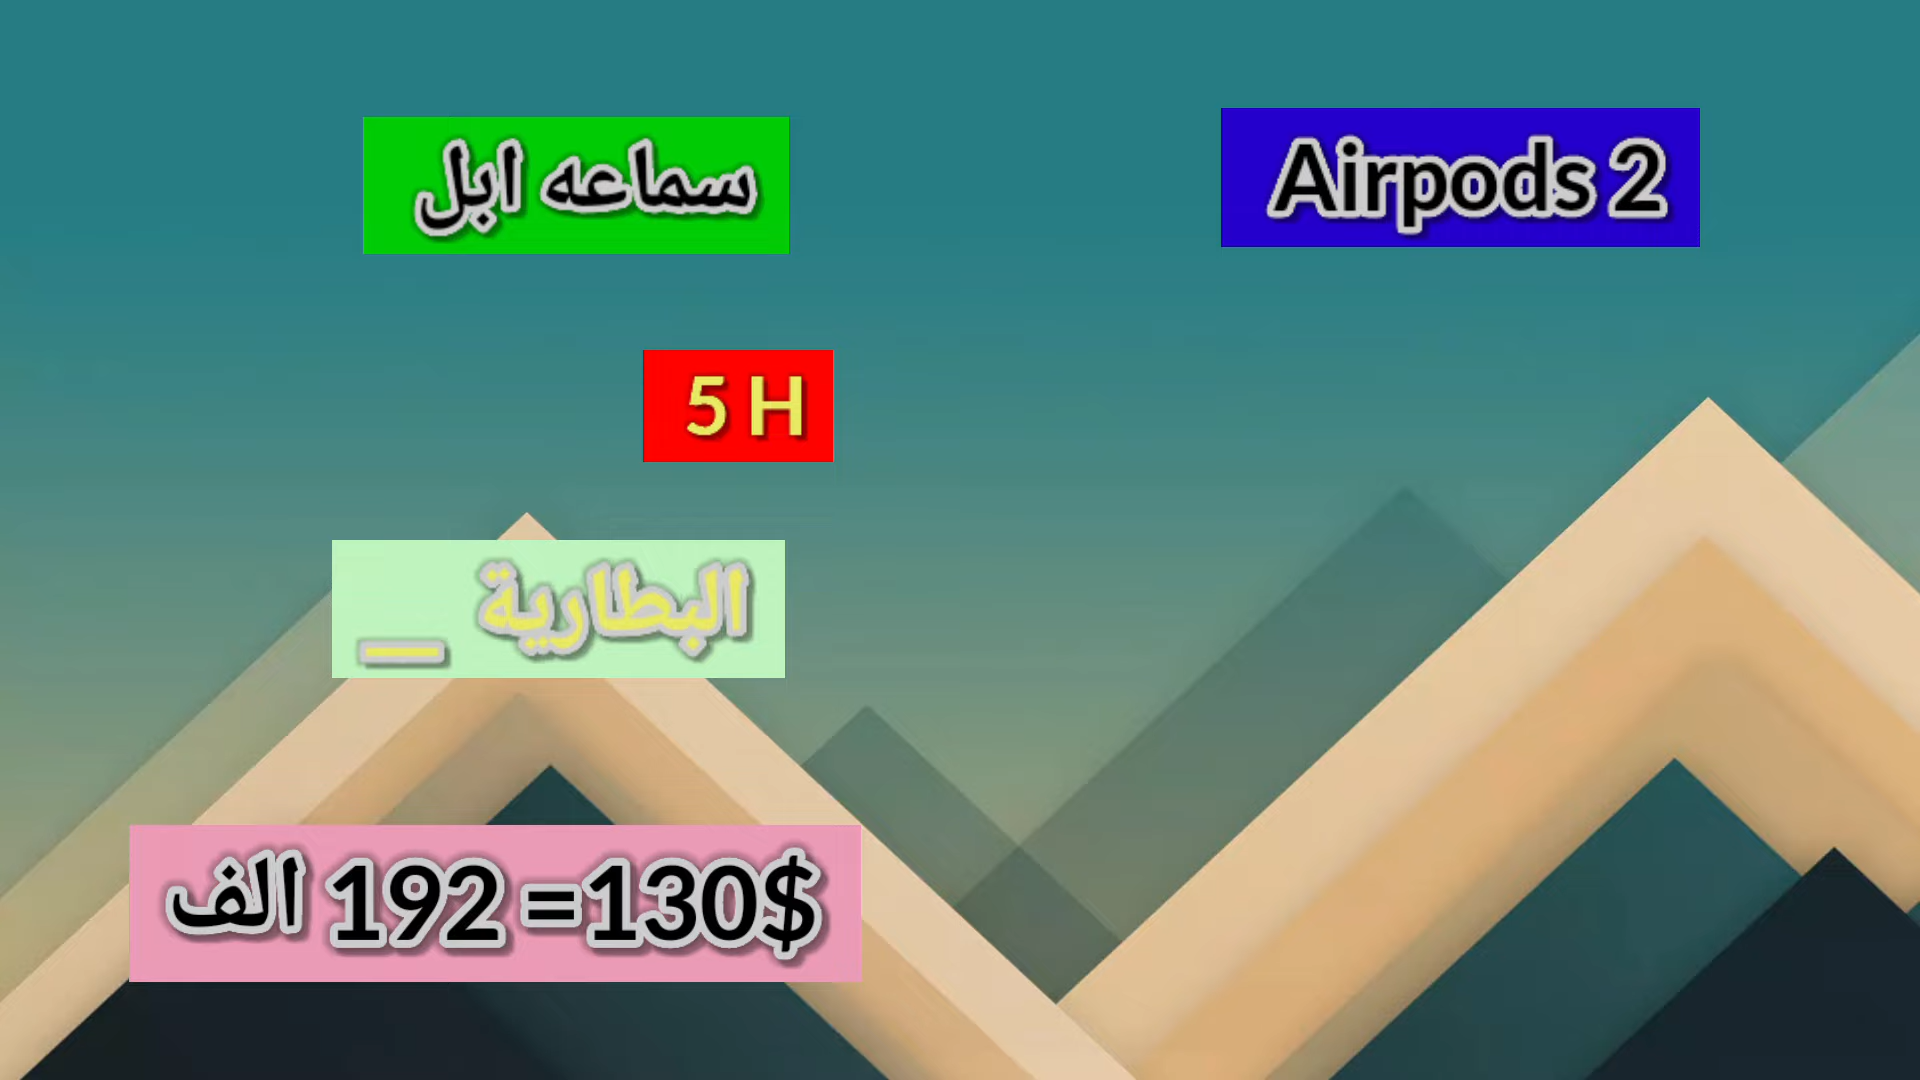 سماعه ابل
Airpods 2
5 H
البطارية _
130$= 192 الف